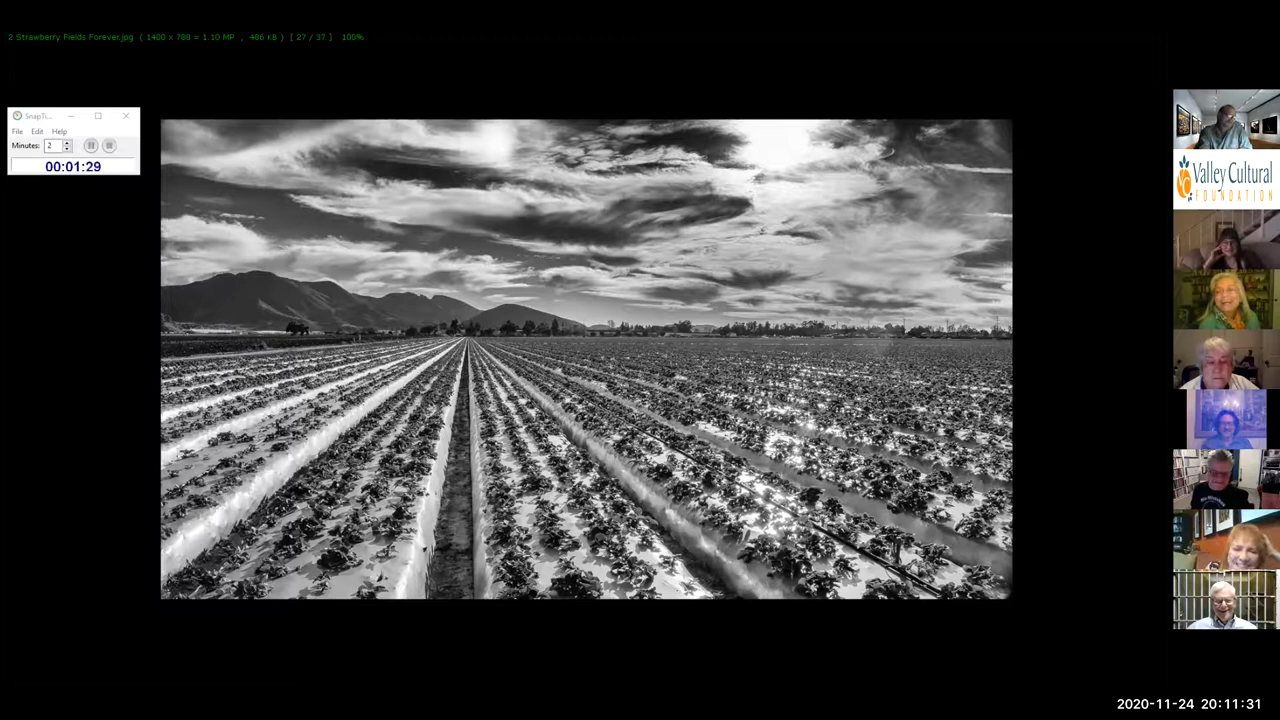 2 Strawberry Fields Forever.jpg ( 1400 x 788 = 1.10 MP , 486 KB ) [ 27 / 37 ] 100%
SnapTi...
File Edit Help
Minutes: 2
00:01:29
Valley Cultural
FOUNDATION
2020-11-24 20:11:31